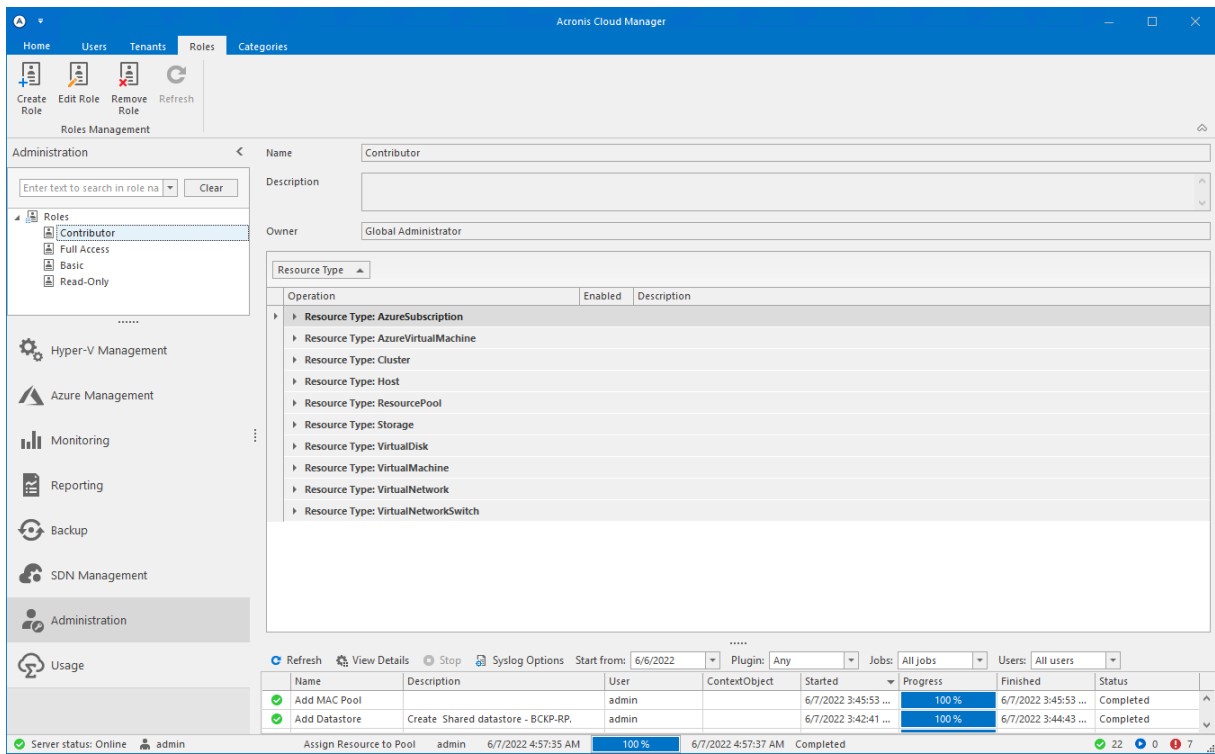 Acronis Cloud Manager
Home Users Tenants Roles Categories
Create Role Edit Role Remove Role Refresh
Roles Management
Administration
Enter text to search in role na Clear
Roles
Contributor
Full Access
Basic
Read-Only
Hyper-V Management
Azure Management
Monitoring
Reporting
Backup
SDN Management
Administration
Usage
Name Contributor
Description
Owner Global Administrator
Resource Type
Operation Enabled Description
Resource Type: AzureSubscription
Resource Type: AzureVirtualMachine
Resource Type: Cluster
Resource Type: Host
Resource Type: ResourcePool
Resource Type: Storage
Resource Type: VirtualDisk
Resource Type: VirtualMachine
Resource Type: VirtualNetwork
Resource Type: VirtualNetworkSwitch
Refresh View Details Stop Syslog Options Start from: 6/6/2022 Plugin: Any Jobs: All jobs Users: All users
Name Description User ContextObject Started Progress Finished Status
Add MAC Pool admin 6/7/2022 3:45:53 ... 100 % 6/7/2022 3:45:53 ... Completed
Add Datastore Create Shared datastore - BCKP-RP. admin 6/7/2022 3:42:41 ... 100 % 6/7/2022 3:44:43 ... Completed
Server status: Online admin Assign Resource to Pool admin 6/7/2022 4:57:35 AM 100 % 6/7/2022 4:57:37 AM Completed 22 0 7